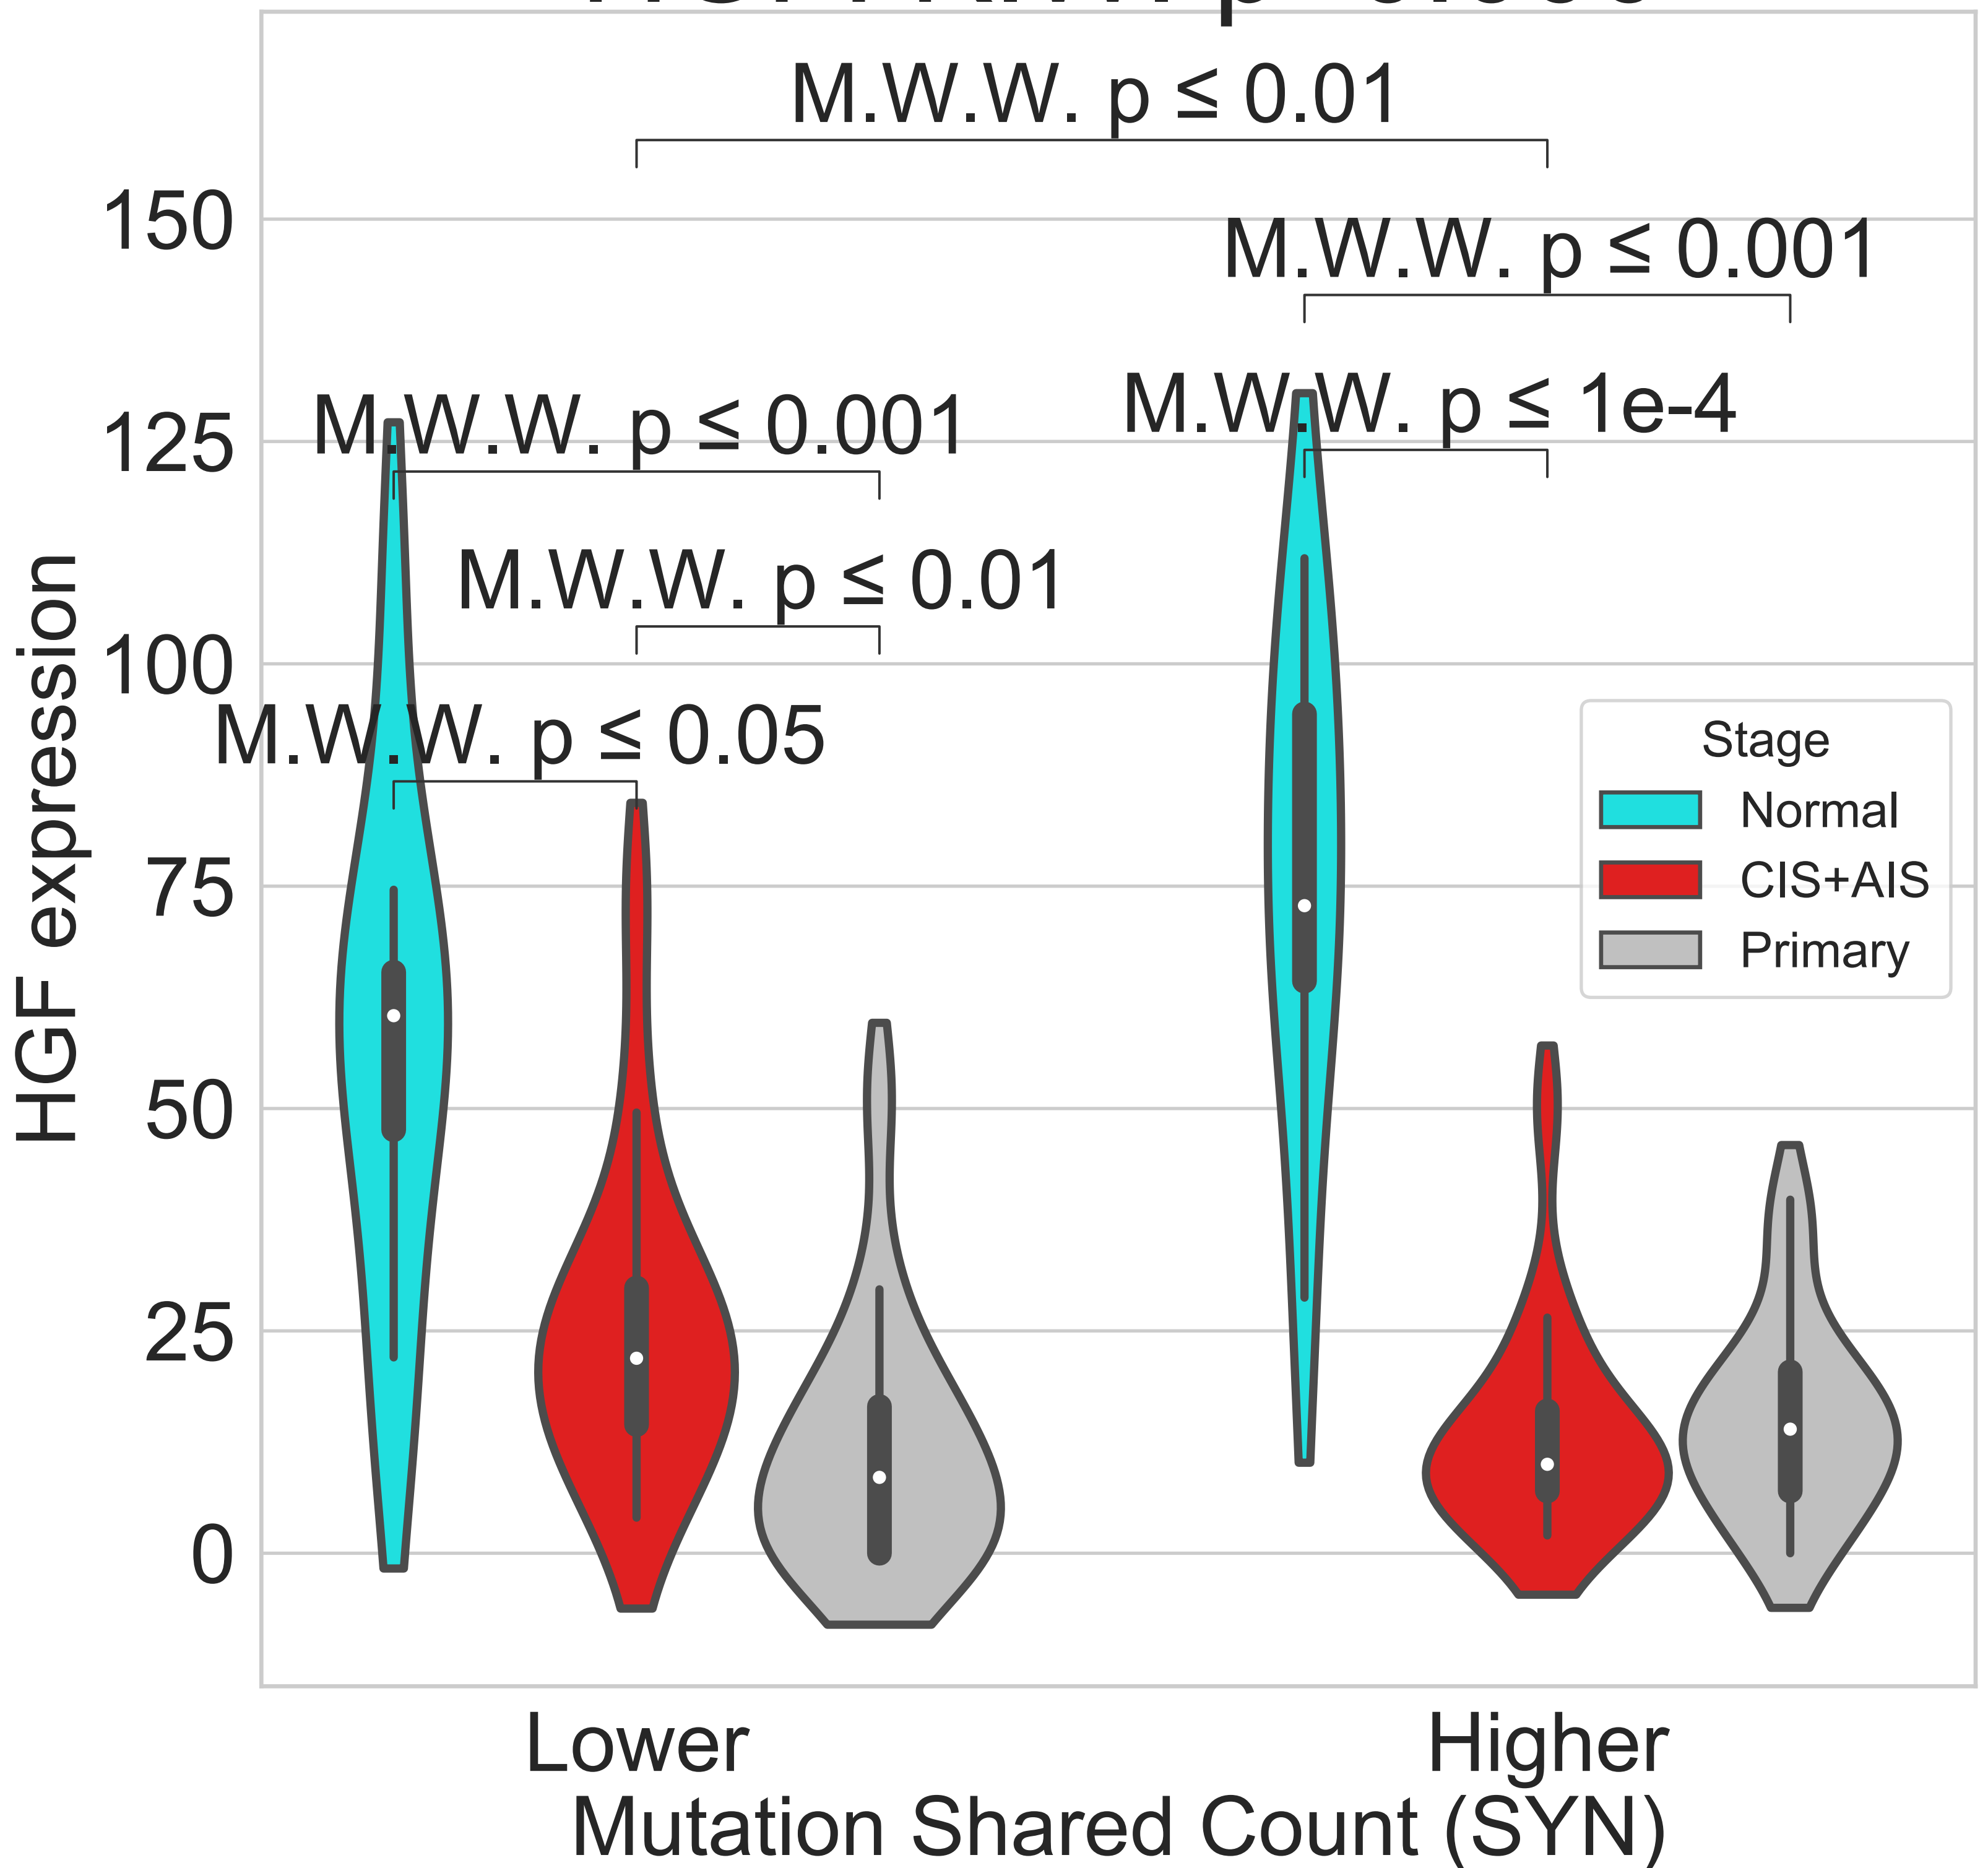 M.W.W. p ≤ 0.01
150
M.W.W. p ≤ 0.001
M.W.W. p ≤ 1e-4
M.W.W. p ≤ 0.001
125
M.W.W. p ≤ 0.01
100
M.W.W. p ≤ 0.05
HGF expression
Stage
Normal
CIS+AIS
Primary
75
50
25
0
Lower
Higher
Mutation Shared Count (SYN)